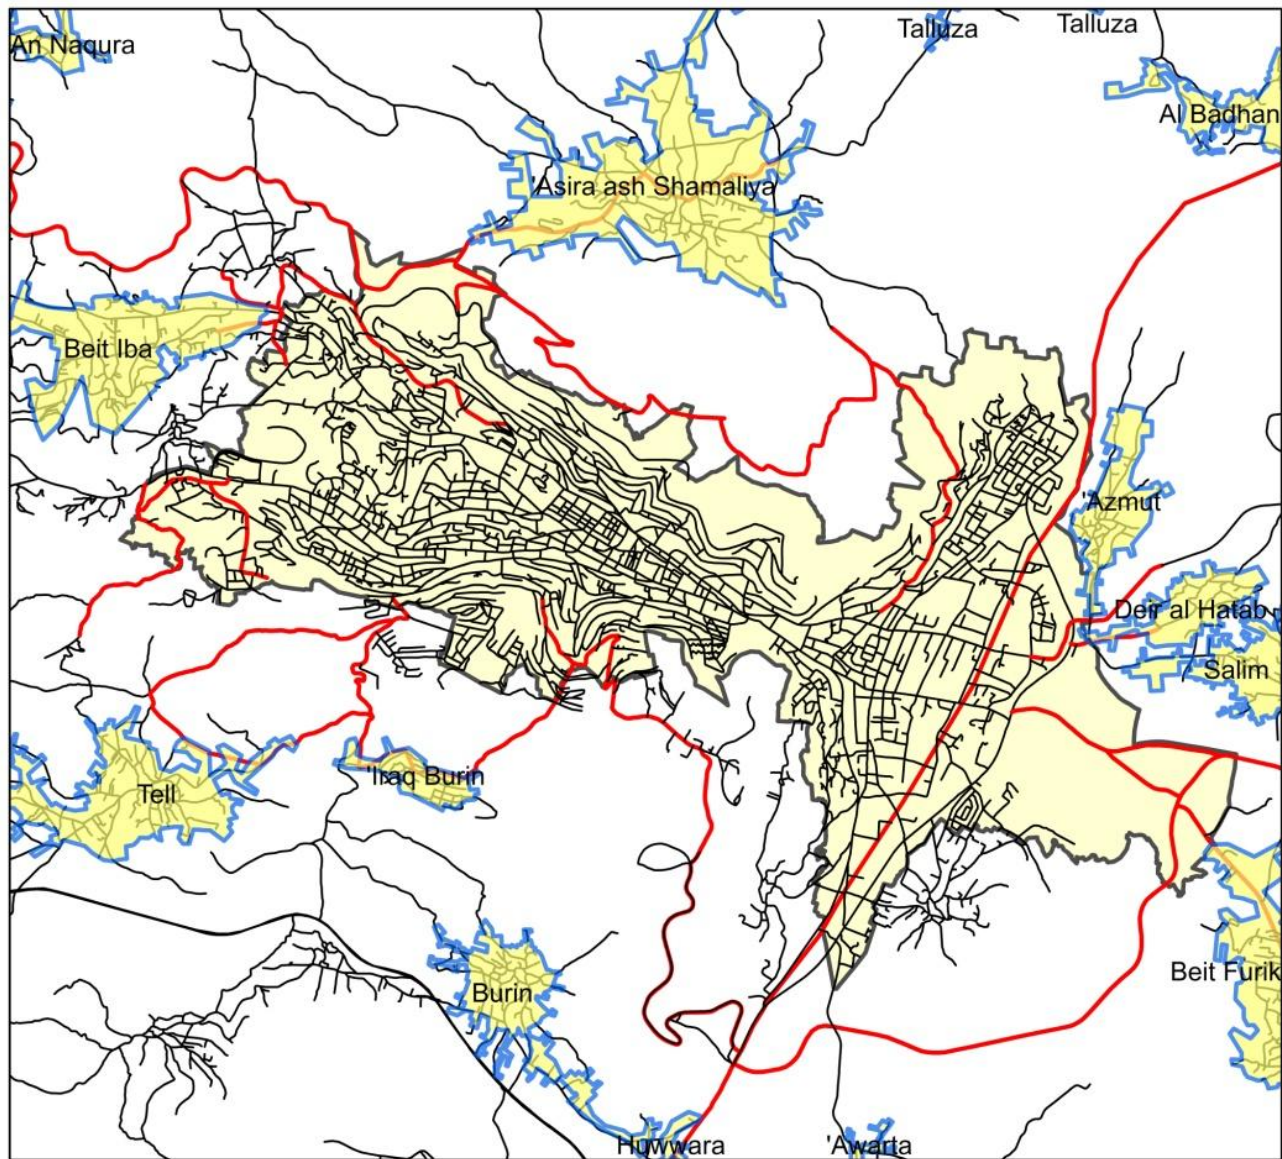 Talluza
Talluza
An Naqura
Al Badhan
'Asira ash Shamaliya
Beit Iba
'Azmut
Deir al Hatab
Salim
'Iraq Burin
Tell
Beit Furik
Burin
Huwwara
'Awarta